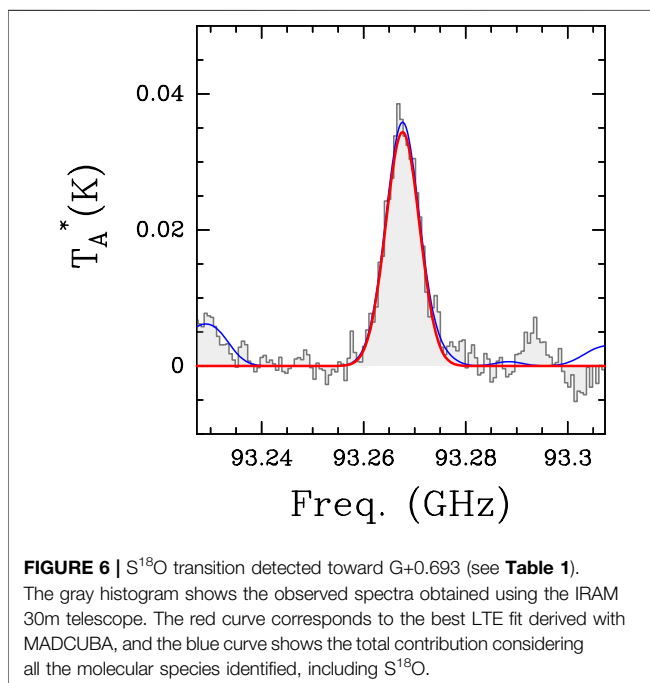 0.04
0.02
0
T_A^* (K)
93.24 93.26 93.28 93.3
Freq. (GHz)
FIGURE 6 | S¹⁸O transition detected toward G+0.693 (see Table 1).
The gray histogram shows the observed spectra obtained using the IRAM
30m telescope. The red curve corresponds to the best LTE fit derived with
MADCUBA, and the blue curve shows the total contribution considering
all the molecular species identified, including S¹⁸O.